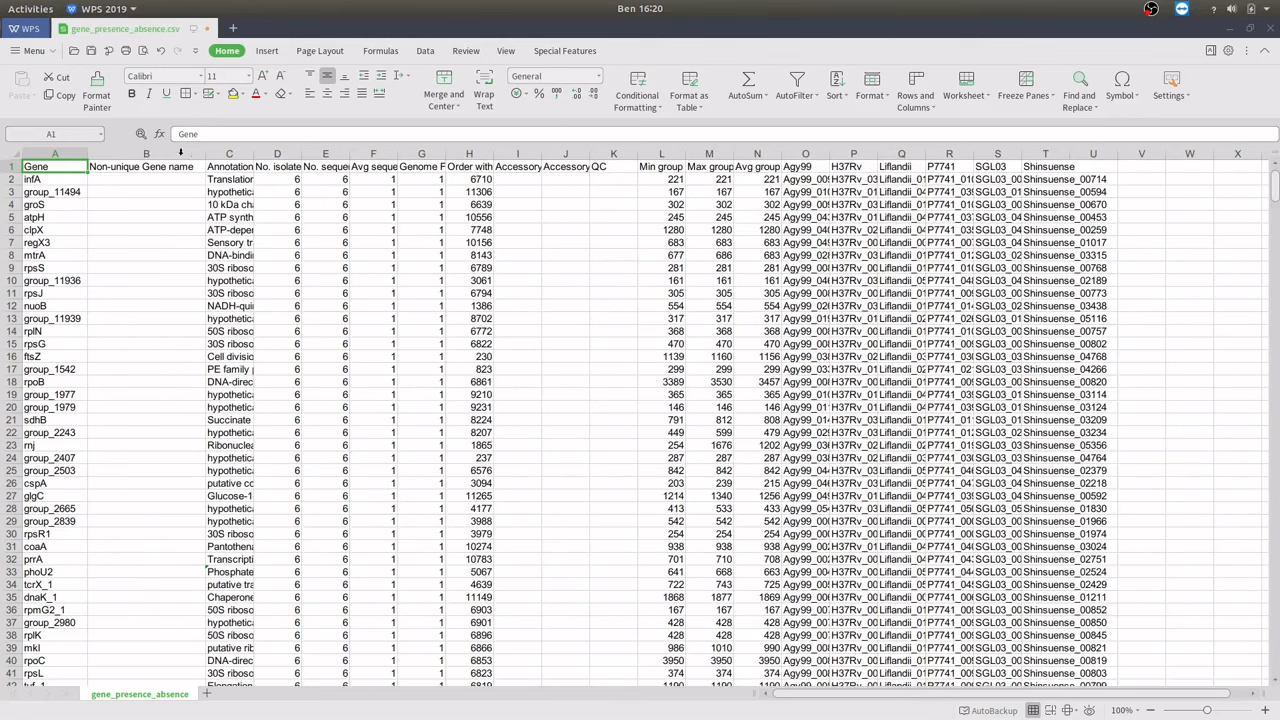 Activities WPS 2019 Ben 16:20
WPS gene_presence_absence.csv
Menu Home Insert Page Layout Formulas Data Review View Special Features
Paste Cut Copy Format Painter Calibri 11 Merge and Center Wrap Text General Conditional Formatting Format as Table AutoSum AutoFilter Sort Format Rows and Columns Worksheet Freeze Panes Find and Replace Symbol Settings
A1 fx Gene
A B C D E F G H I J K L M N O P Q R S T U V W X
1 Gene Non-unique Gene name Annotation No. isolate No. seque Avg seque Genome F Order with Accessory Accessory QC Min group Max group Avg group Agy99 H37Rv Liflandii P7741 SGL03 Shinsuense
2 infA Translation 6 6 1 1 6710 221 221 221 Shinsuense_00714
3 group_11494 hypothetica 6 6 1 1 11306 167 167 167 Shinsuense_00594
4 groS 10 kDa cha 6 6 1 1 6639 302 302 302 Shinsuense_00670
5 atpH ATP synth 6 6 1 1 10556 245 245 245 Shinsuense_00453
6 clpX ATP-depen 6 6 1 1 7748 1280 1280 1280 Shinsuense_00259
7 regX3 Sensory tra 6 6 1 1 10156 683 683 683 Shinsuense_01017
8 mtrA DNA-bindin 6 6 1 1 8143 677 686 683 Shinsuense_03315
9 rpsS 30S riboso 6 6 1 1 6789 281 281 281 Shinsuense_00768
10 group_11936 hypothetica 6 6 1 1 3061 161 161 161 Shinsuense_02189
11 rpsJ 30S riboso 6 6 1 1 6794 305 305 305 Shinsuense_00773
12 nuoB NADH-quin 6 6 1 1 1386 554 554 554 Shinsuense_03438
13 group_11939 hypothetica 6 6 1 1 8702 317 317 317 Shinsuense_05116
14 rplN 50S riboso 6 6 1 1 6772 368 368 368 Shinsuense_00757
15 rpsG 30S riboso 6 6 1 1 6822 470 470 470 Shinsuense_00802
16 ftsZ Cell divisio 6 6 1 1 230 1139 1160 1156 Shinsuense_04768
17 group_1542 PE family p 6 6 1 1 823 299 299 299 Shinsuense_04266
18 rpoB DNA-direc 6 6 1 1 6861 3389 3530 3457 Shinsuense_00820
19 group_1977 hypothetica 6 6 1 1 9210 365 365 365 Shinsuense_03114
20 group_1979 hypothetica 6 6 1 1 9231 146 146 146 Shinsuense_03124
21 sdhB Succinate 6 6 1 1 8224 791 812 808 Shinsuense_03209
22 group_2243 hypothetica 6 6 1 1 8207 449 599 479 Shinsuense_03234
23 rnj Ribonuclea 6 6 1 1 1865 254 1676 1202 Shinsuense_05356
24 group_2407 hypothetica 6 6 1 1 237 287 287 287 Shinsuense_04764
25 group_2503 hypothetica 6 6 1 1 6576 842 842 842 Shinsuense_02379
26 cspA putative co 6 6 1 1 3094 203 239 215 Shinsuense_02218
27 glgC Glucose-1- 6 6 1 1 11265 1214 1340 1256 Shinsuense_00592
28 group_2665 hypothetica 6 6 1 1 4177 413 533 433 Shinsuense_01830
29 group_2839 hypothetica 6 6 1 1 3988 542 542 542 Shinsuense_01966
30 rpsR1 30S riboso 6 6 1 1 3979 254 254 254 Shinsuense_01974
31 coaA Pantothena 6 6 1 1 10274 938 938 938 Shinsuense_03024
32 prrA Transcripti 6 6 1 1 10783 701 710 708 Shinsuense_02751
33 phoU2 Phosphate 6 6 1 1 5067 641 668 663 Shinsuense_02524
34 tcrX_1 putative tra 6 6 1 1 4639 722 743 725 Shinsuense_02429
35 dnaK_1 Chaperone 6 6 1 1 11149 1868 1877 1869 Shinsuense_01211
36 rpmG2_1 50S riboso 6 6 1 1 6903 167 167 167 Shinsuense_00852
37 group_2980 hypothetica 6 6 1 1 6901 428 428 428 Shinsuense_00850
38 rplK 50S riboso 6 6 1 1 6896 428 428 428 Shinsuense_00845
39 mkl putative rib 6 6 1 1 6866 986 1010 990 Shinsuense_00821
40 rpoC DNA-direc 6 6 1 1 6853 3950 3950 3950 Shinsuense_00819
41 rpsL 30S riboso 6 6 1 1 6823 374 374 374 Shinsuense_00803
gene_presence_absence
AutoBackup 100%